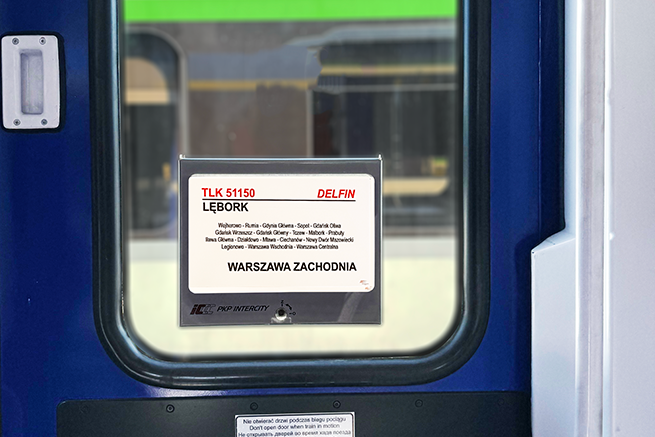 TLK 51150 DELFIN
LĘBORK
Wejherowo - Rumia - Gdynia Główna - Sopot - Gdańsk Oliwa
Gdańsk Wrzeszcz - Gdańsk Główny - Tczew - Malbork - Prabuty
Iława Główna - Działdowo - Mława - Ciechanów - Nowy Dwór Mazowiecki
Legionowo - Warszawa Wschodnia - Warszawa Centralna
WARSZAWA ZACHODNIA
IC PKP INTERCITY
Nie otwierać drzwi podczas biegu pociągu
Don't open door when train in motion
Не открывать дверей во время хода поезда